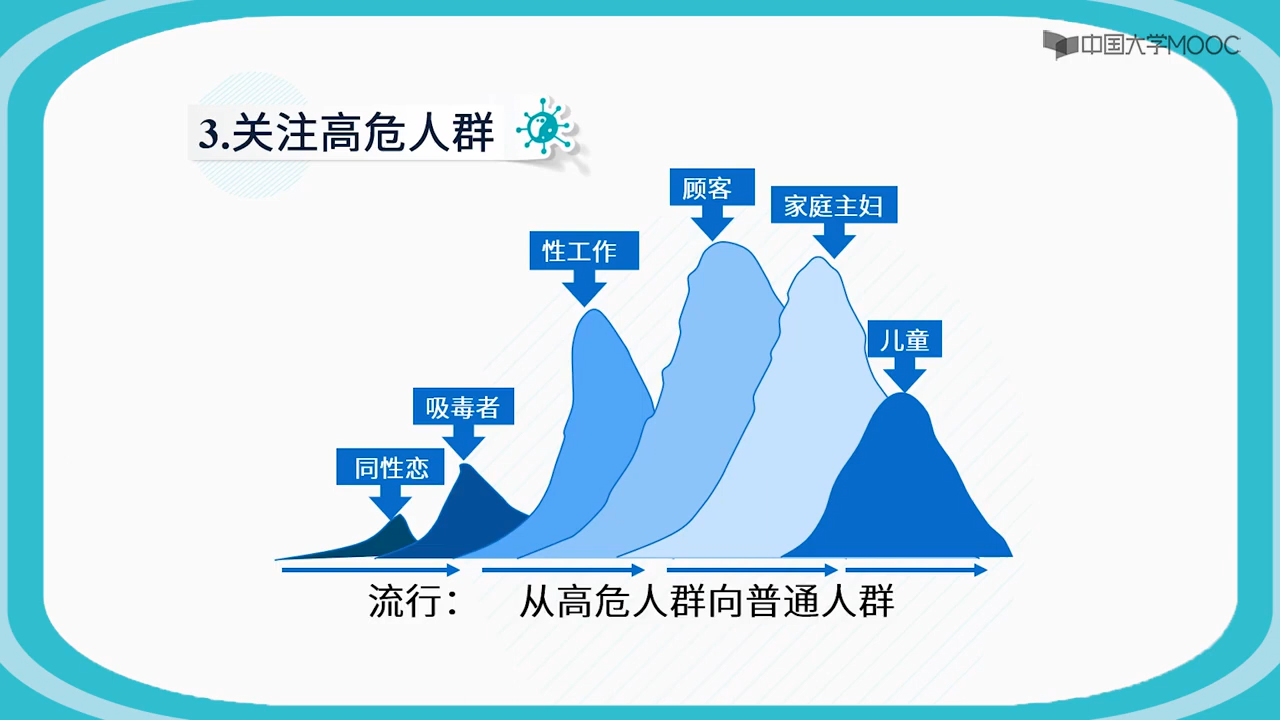 中国大学MOOC
3.关注高危人群
顾客
家庭主妇
性工作
儿童
吸毒者
同性恋
流行： 从高危人群向普通人群